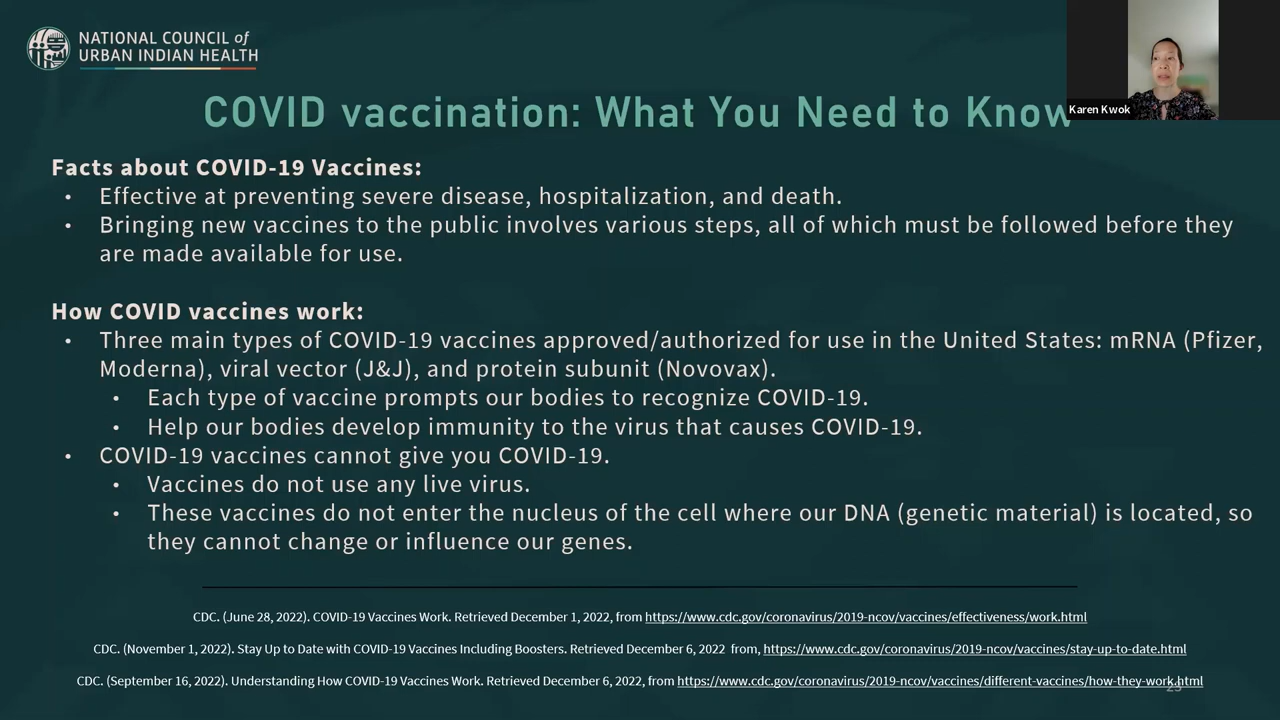 NATIONAL COUNCIL of
URBAN INDIAN HEALTH
Karen Kwok
COVID vaccination: What You Need to Know
Facts about COVID-19 Vaccines:
• Effective at preventing severe disease, hospitalization, and death.
• Bringing new vaccines to the public involves various steps, all of which must be followed before they
are made available for use.
How COVID vaccines work:
• Three main types of COVID-19 vaccines approved/authorized for use in the United States: mRNA (Pfizer,
Moderna), viral vector (J&J), and protein subunit (Novovax).
• Each type of vaccine prompts our bodies to recognize COVID-19.
• Help our bodies develop immunity to the virus that causes COVID-19.
• COVID-19 vaccines cannot give you COVID-19.
• Vaccines do not use any live virus.
• These vaccines do not enter the nucleus of the cell where our DNA (genetic material) is located, so
they cannot change or influence our genes.
CDC. (June 28, 2022). COVID-19 Vaccines Work. Retrieved December 1, 2022, from https://www.cdc.gov/coronavirus/2019-ncov/vaccines/effectiveness/work.html
CDC. (November 1, 2022). Stay Up to Date with COVID-19 Vaccines Including Boosters. Retrieved December 6, 2022 from, https://www.cdc.gov/coronavirus/2019-ncov/vaccines/stay-up-to-date.html
CDC. (September 16, 2022). Understanding How COVID-19 Vaccines Work. Retrieved December 6, 2022, from https://www.cdc.gov/coronavirus/2019-ncov/vaccines/different-vaccines/how-they-work.html